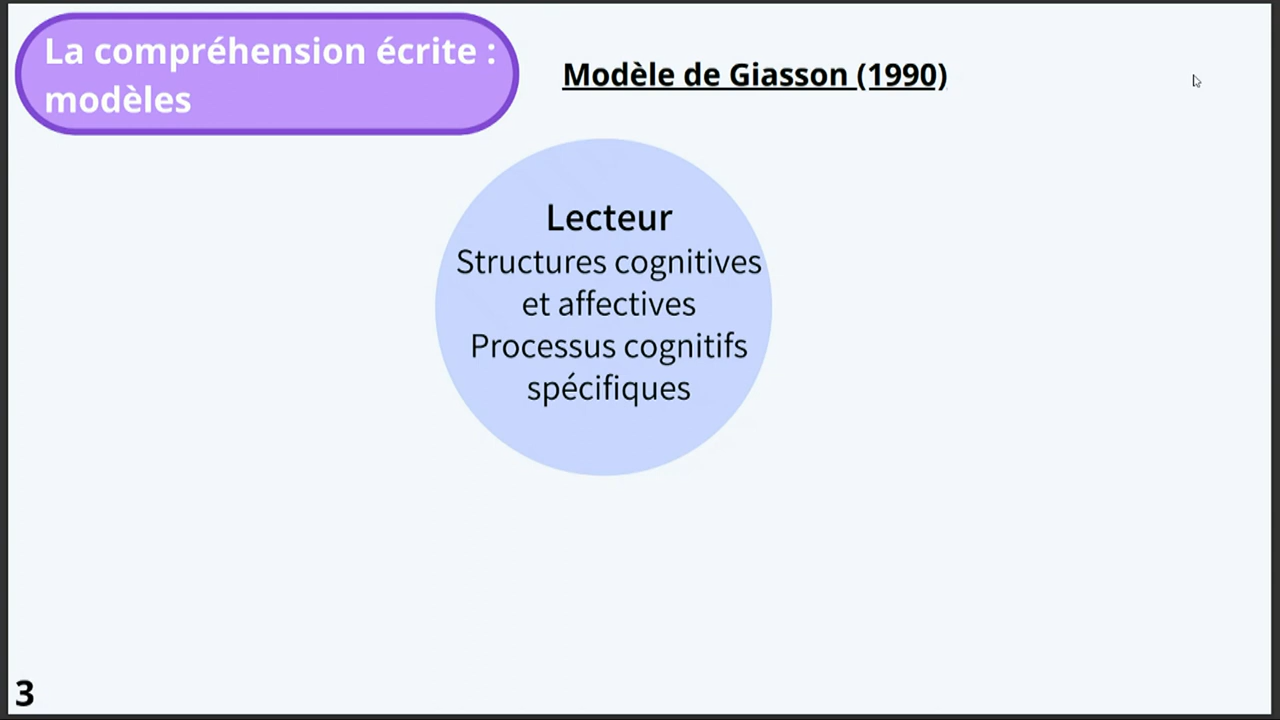 La compréhension écrite :
modèles
Modèle de Giasson (1990)
Lecteur
Structures cognitives
et affectives
Processus cognitifs
spécifiques
3